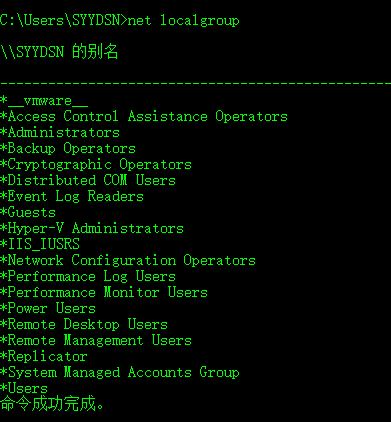 C:\Users\SYYDSN>net localgroup
\\SYYDSN 的别名
-------------------------------------------------------------------------------
*__vmware__
*Access Control Assistance Operators
*Administrators
*Backup Operators
*Cryptographic Operators
*Distributed COM Users
*Event Log Readers
*Guests
*Hyper-V Administrators
*IIS_IUSRS
*Network Configuration Operators
*Performance Log Users
*Performance Monitor Users
*Power Users
*Remote Desktop Users
*Remote Management Users
*Replicator
*System Managed Accounts Group
*Users
命令成功完成。